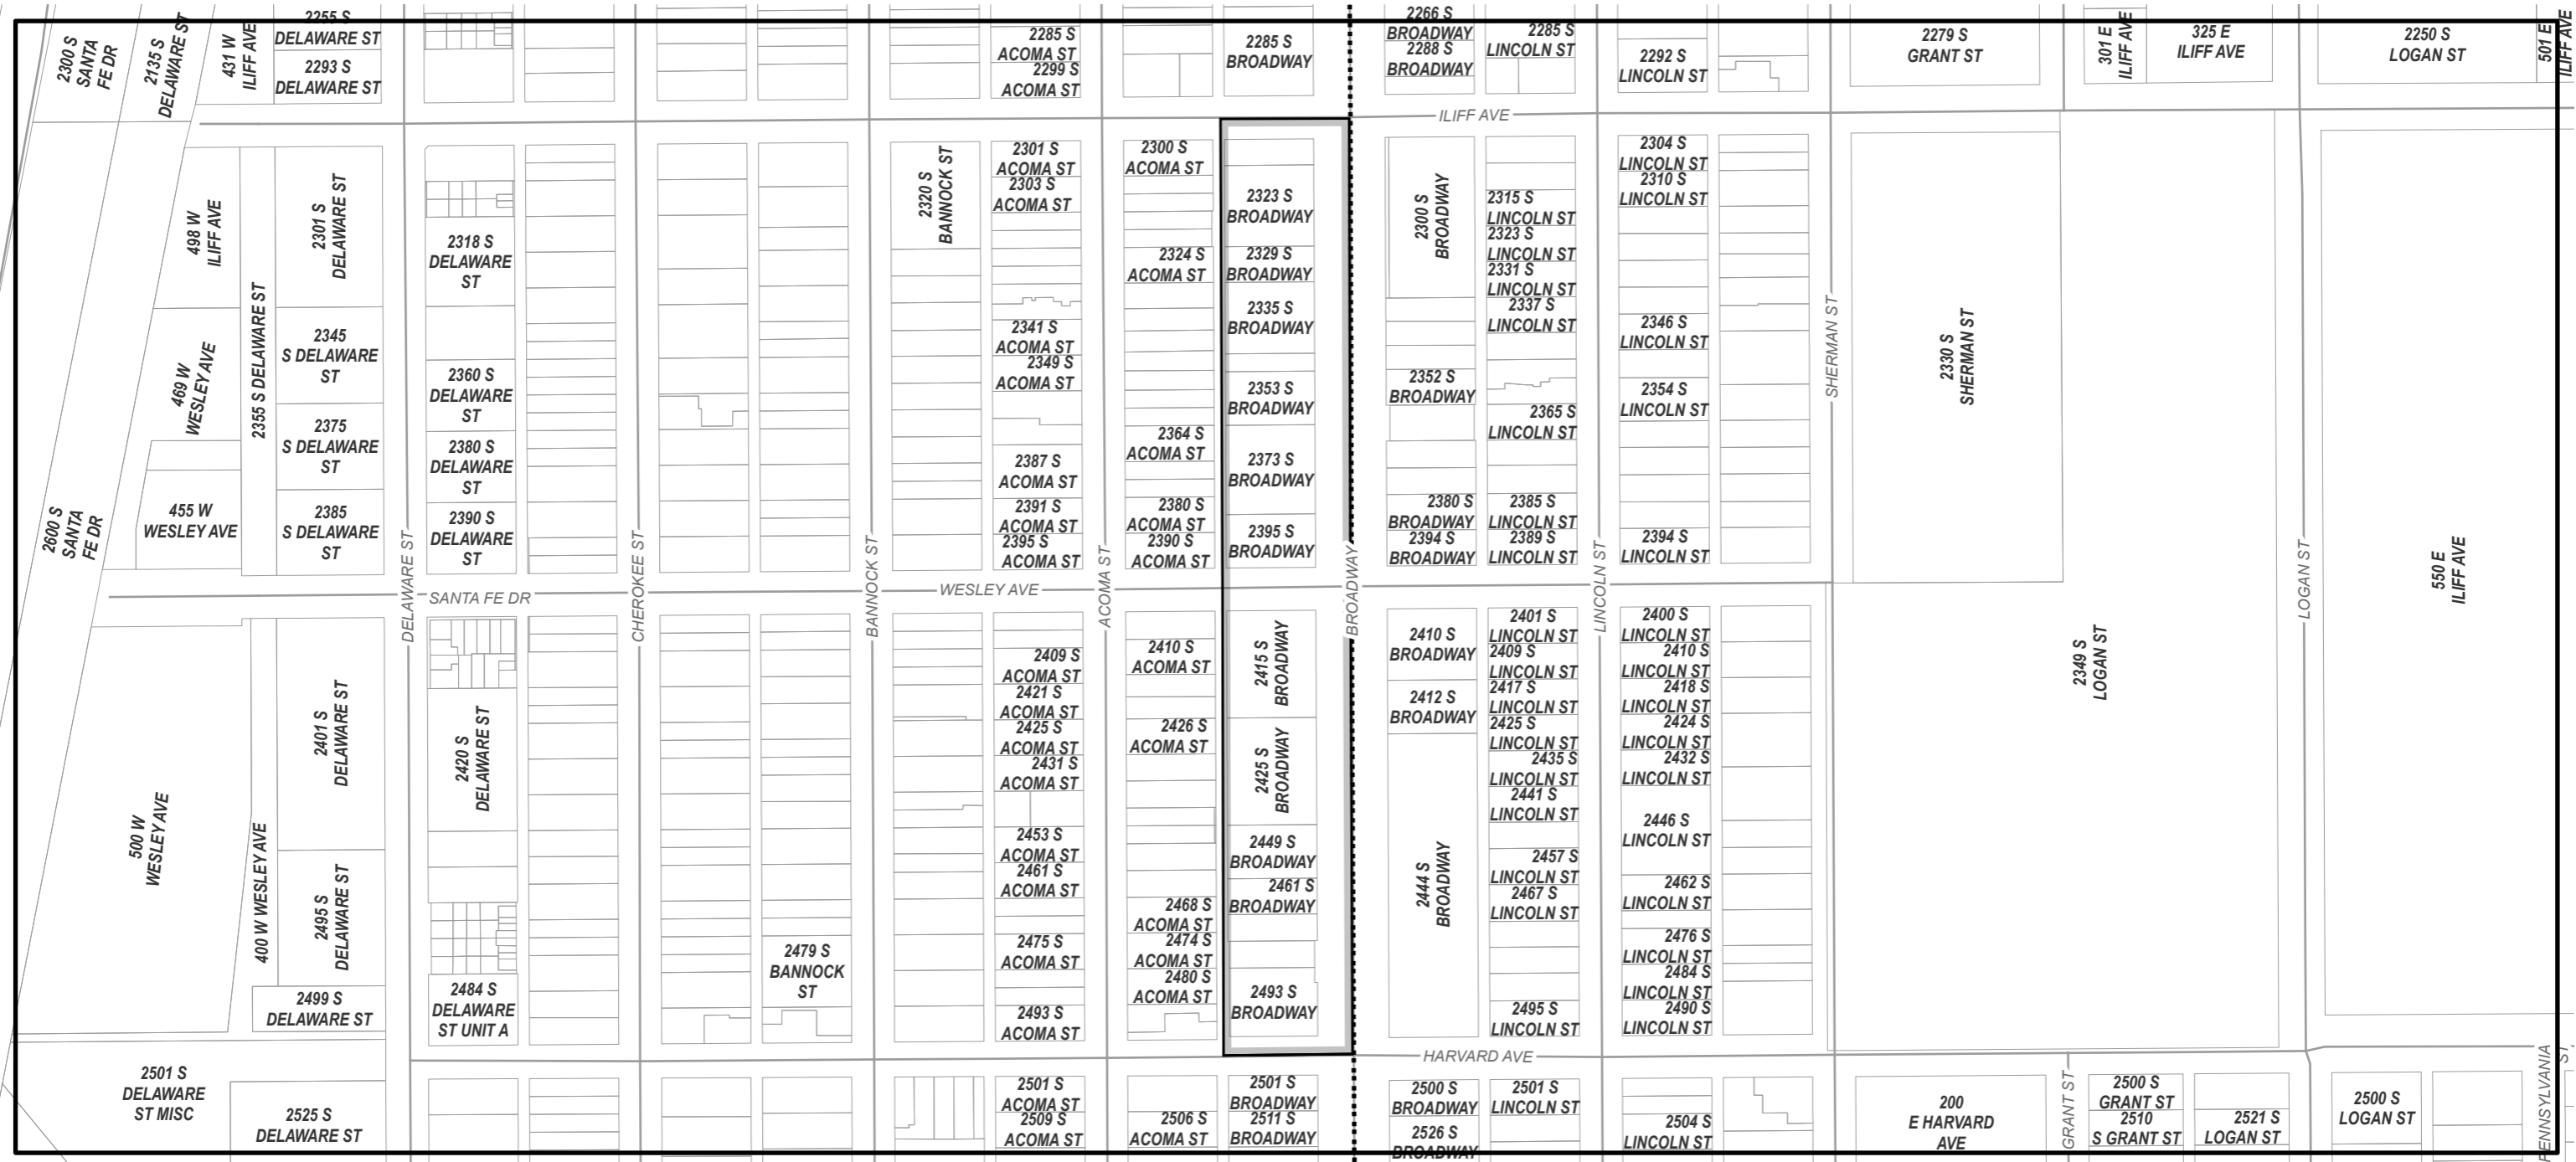 2300 S
SANTA
FE DR
2135 S
DELAWARE ST
431 W
ILIFF AVE
2255 S
DELAWARE ST
2293 S
DELAWARE ST
2285 S
ACOMA ST
2299 S
ACOMA ST
2285 S
BROADWAY
2266 S
BROADWAY
2288 S
BROADWAY
2285 S
LINCOLN ST
2292 S
LINCOLN ST
2279 S
GRANT ST
301 E
ILIFF AVE
325 E
ILIFF AVE
2250 S
LOGAN ST
501 E
ILIFF AVE
ILIFF AVE
498 W
ILIFF AVE
469 W
WESLEY AVE
455 W
WESLEY AVE
2600 S
SANTA
FE DR
2355 S DELAWARE ST
2301 S
DELAWARE ST
2345
S DELAWARE
ST
2375
S DELAWARE
ST
2385
S DELAWARE
ST
DELAWARE ST
2318 S
DELAWARE
ST
2360 S
DELAWARE
ST
2380 S
DELAWARE
ST
2390 S
DELAWARE
ST
CHEROKEE ST
BANNOCK ST
2320 S
BANNOCK ST
2301 S
ACOMA ST
2303 S
ACOMA ST
2341 S
ACOMA ST
2349 S
ACOMA ST
2387 S
ACOMA ST
2391 S
ACOMA ST
2395 S
ACOMA ST
ACOMA ST
2300 S
ACOMA ST
2324 S
ACOMA ST
2364 S
ACOMA ST
2380 S
ACOMA ST
2390 S
ACOMA ST
2323 S
BROADWAY
2329 S
BROADWAY
2335 S
BROADWAY
2353 S
BROADWAY
2373 S
BROADWAY
2395 S
BROADWAY
BROADWAY
2300 S
BROADWAY
2352 S
BROADWAY
2380 S
BROADWAY
2394 S
BROADWAY
2315 S
LINCOLN ST
2323 S
LINCOLN ST
2331 S
LINCOLN ST
2337 S
LINCOLN ST
2365 S
LINCOLN ST
2385 S
LINCOLN ST
2389 S
LINCOLN ST
LINCOLN ST
2304 S
LINCOLN ST
2310 S
LINCOLN ST
2346 S
LINCOLN ST
2354 S
LINCOLN ST
2394 S
LINCOLN ST
SHERMAN ST
2330 S
SHERMAN ST
2349 S
LOGAN ST
LOGAN ST
550 E
ILIFF AVE
SANTA FE DR
WESLEY AVE
500 W
WESLEY AVE
400 W WESLEY AVE
2401 S
DELAWARE ST
2495 S
DELAWARE ST
2499 S
DELAWARE ST
2420 S
DELAWARE ST
2484 S
DELAWARE
ST UNIT A
2479 S
BANNOCK
ST
2409 S
ACOMA ST
2421 S
ACOMA ST
2425 S
ACOMA ST
2431 S
ACOMA ST
2453 S
ACOMA ST
2461 S
ACOMA ST
2475 S
ACOMA ST
2493 S
ACOMA ST
2410 S
ACOMA ST
2426 S
ACOMA ST
2468 S
ACOMA ST
2474 S
ACOMA ST
2480 S
ACOMA ST
2415 S
BROADWAY
2425 S
BROADWAY
2449 S
BROADWAY
2461 S
BROADWAY
2493 S
BROADWAY
2410 S
BROADWAY
2412 S
BROADWAY
2444 S
BROADWAY
2401 S
LINCOLN ST
2409 S
LINCOLN ST
2417 S
LINCOLN ST
2425 S
LINCOLN ST
2435 S
LINCOLN ST
2441 S
LINCOLN ST
2457 S
LINCOLN ST
2467 S
LINCOLN ST
2495 S
LINCOLN ST
2400 S
LINCOLN ST
2410 S
LINCOLN ST
2418 S
LINCOLN ST
2424 S
LINCOLN ST
2432 S
LINCOLN ST
2446 S
LINCOLN ST
2462 S
LINCOLN ST
2476 S
LINCOLN ST
2484 S
LINCOLN ST
2490 S
LINCOLN ST
HARVARD AVE
2501 S
DELAWARE
ST MISC
2525 S
DELAWARE ST
2501 S
ACOMA ST
2509 S
ACOMA ST
2506 S
ACOMA ST
2501 S
BROADWAY
2511 S
BROADWAY
2500 S
BROADWAY
2526 S
BROADWAY
2501 S
LINCOLN ST
2504 S
LINCOLN ST
200
E HARVARD
AVE
GRANT ST
2500 S
GRANT ST
2510
S GRANT ST
2521 S
LOGAN ST
2500 S
LOGAN ST
PENNSYLVANIA
ST